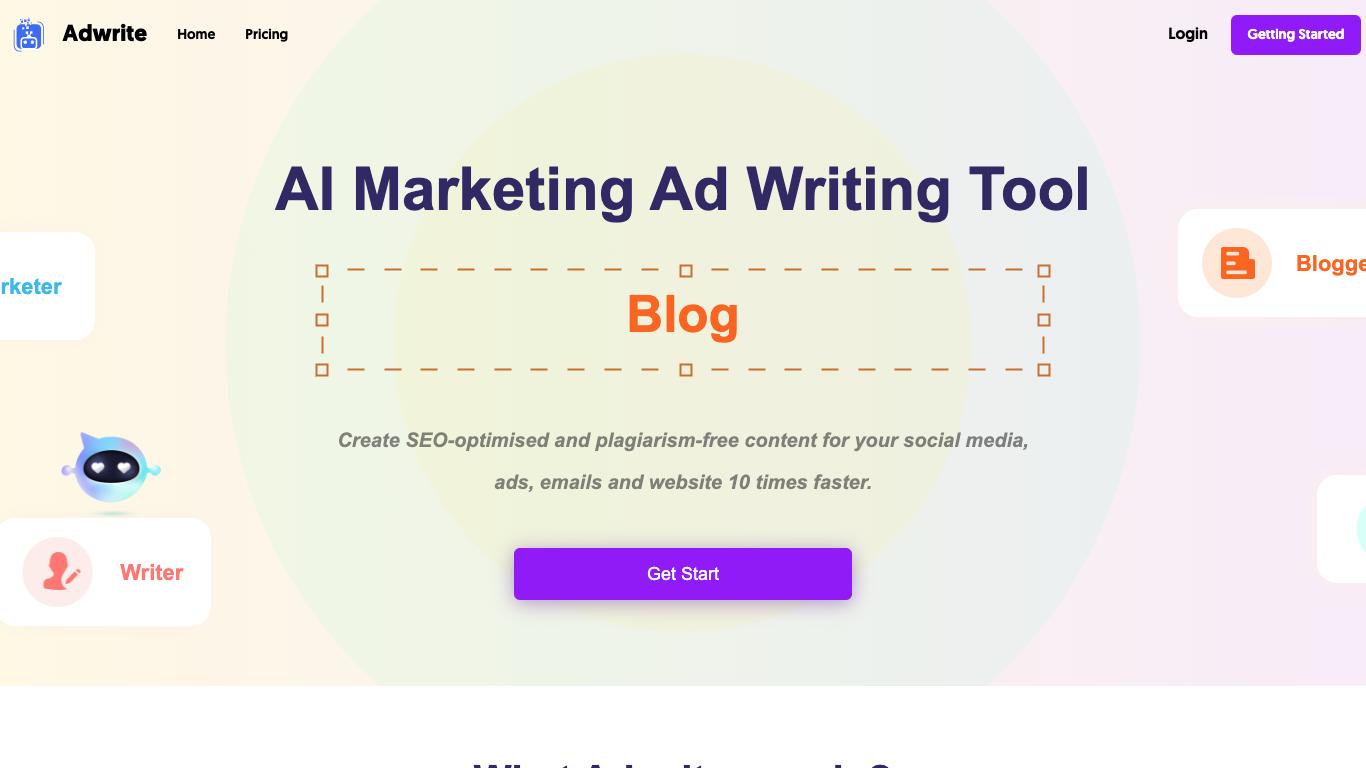 Adwrite
Home
Pricing
Login
Getting Started
AI Marketing Ad Writing Tool
rketer
Blogge
Blog
Create SEO-optimised and plagiarism-free content for your social media,
ads, emails and website 10 times faster.
Get Start
Writer